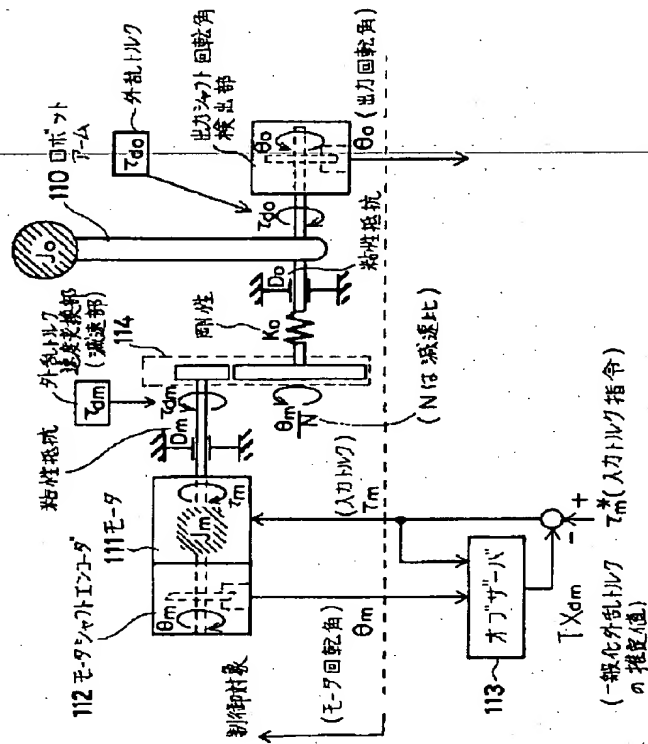 110 ロボット
アーム
τdo
外乱トルク
出力シャフト回転角
検出部
θo
θo (出力回転角)
Jo
τdo
Do
粘性抵抗
剛性
Ko
外乱トルク
速度変換部
(減速部)
114
τdm
τdm
Dm
粘性抵抗
θm
N
(Nは減速比)
111 モータ
τm
Jm
112 モータシャフトエンコーダ
θm
制御対象
(入力トルク)
τm
(モータ回転角)
θm
オブザーバ
113
+
-
τm* (入力トルク指令)
TXdm
(一般化外乱トルク
の推定値)